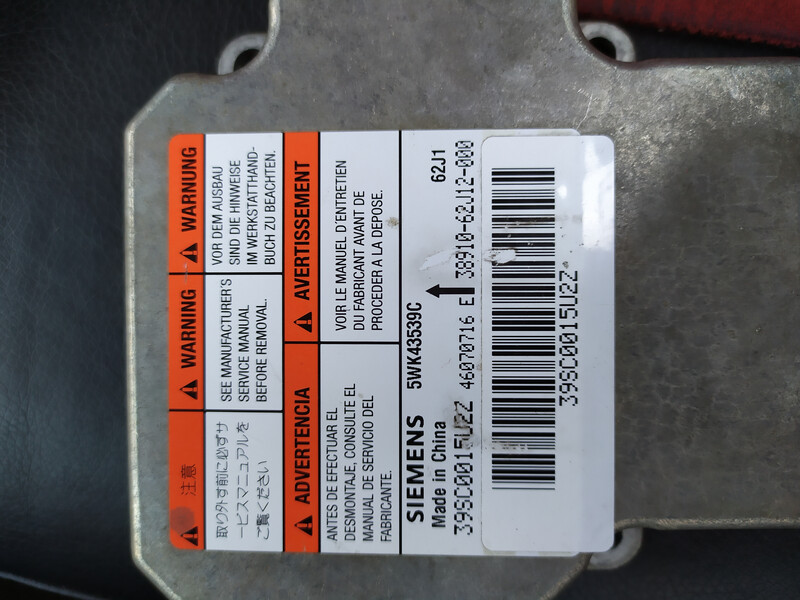 注意
取り外す前に必ずサ
ービスマニュアルを
ご覧ください
WARNING
SEE MANUFACTURER'S
SERVICE MANUAL
BEFORE REMOVAL.
WARNUNG
VOR DEM AUSBAU
SIND DIE HINWEISE
IM WERKSTATTHAND-
BUCH ZU BEACHTEN.
ADVERTENCIA
ANTES DE EFECTUAR EL
DESMONTAJE, CONSULTE EL
MANUAL DE SERVICIO DEL
FABRICANTE.
AVERTISSEMENT
VOIR LE MANUEL D'ENTRETIEN
DU FABRICANT AVANT DE
PROCEDER A LA DEPOSE.
SIEMENS 5WK43539C 62J1
Made in China
39SC0015U2Z 46070716 E 38910-62J12-000
39SC0015U2Z